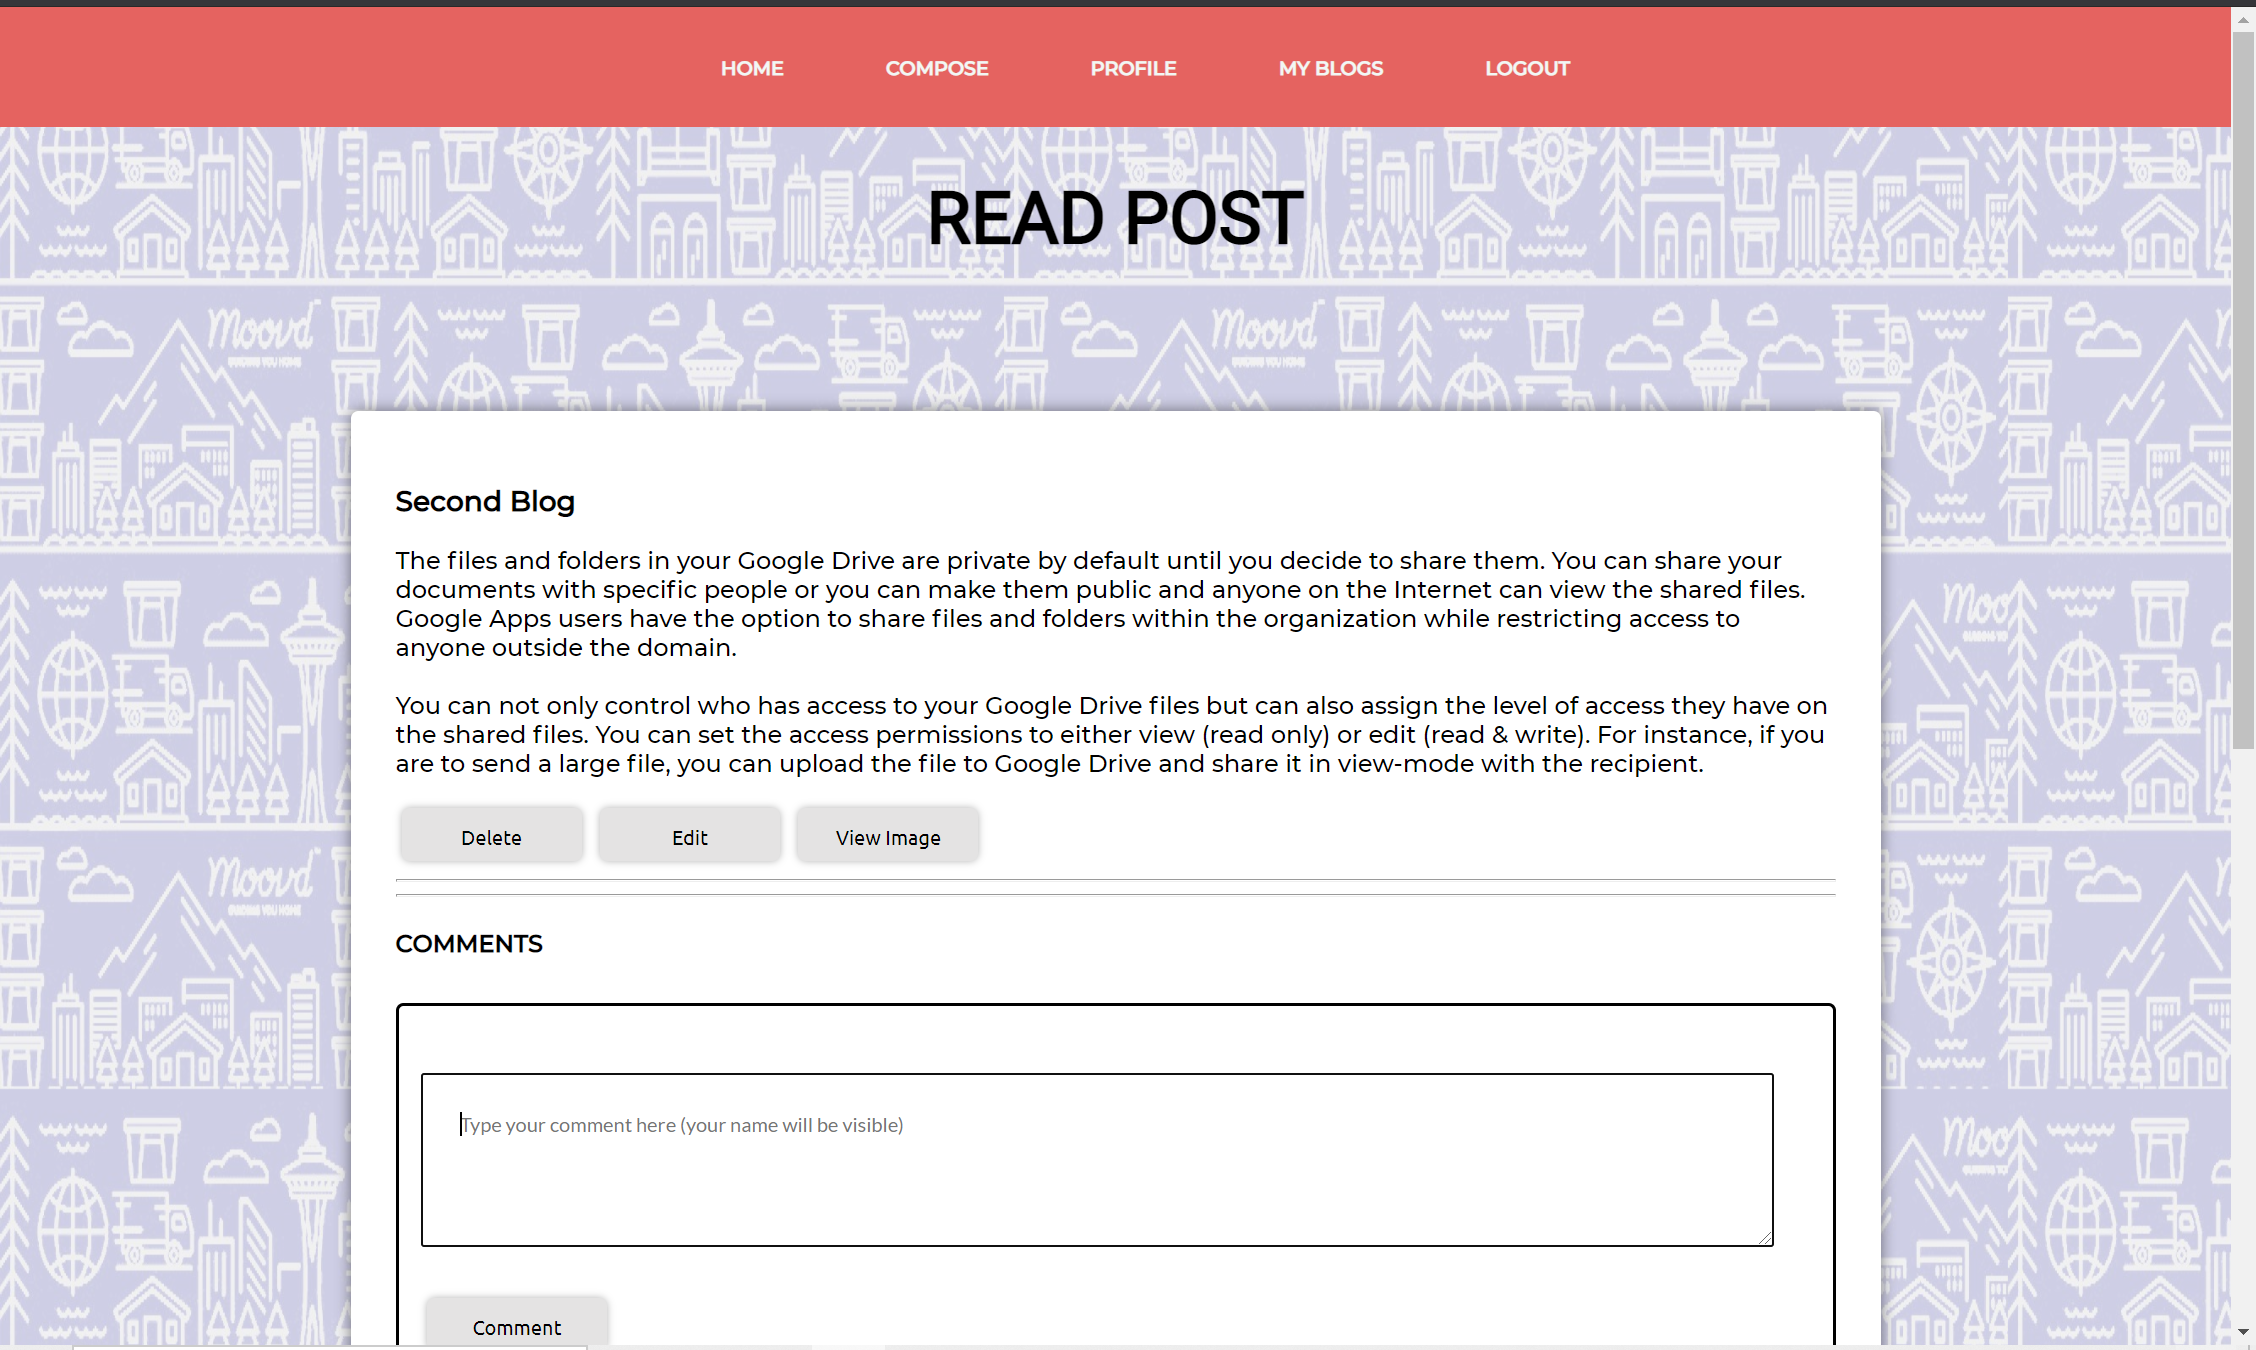 HOME COMPOSE PROFILE MY BLOGS LOGOUT
READ POST
Moovd
Moovd
Second Blog
The files and folders in your Google Drive are private by default until you decide to share them. You can share your
documents with specific people or you can make them public and anyone on the Internet can view the shared files.
Google Apps users have the option to share files and folders within the organization while restricting access to
anyone outside the domain.
You can not only control who has access to your Google Drive files but can also assign the level of access they have on
the shared files. You can set the access permissions to either view (read only) or edit (read & write). For instance, if you
are to send a large file, you can upload the file to Google Drive and share it in view-mode with the recipient.
Delete Edit View Image
Moovd
COMMENTS
Type your comment here (your name will be visible)
Comment